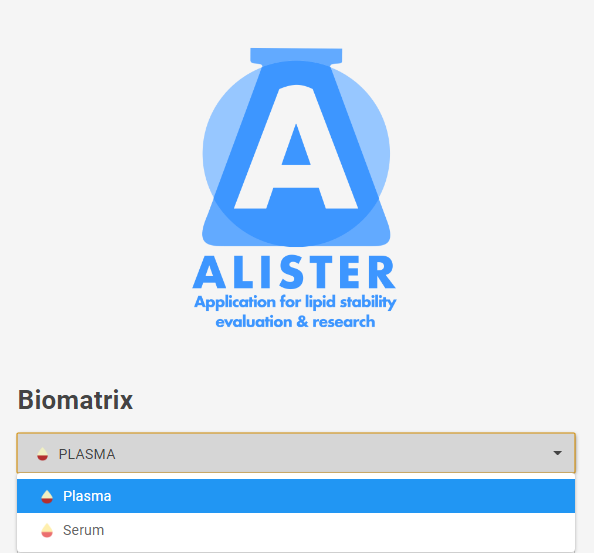 A
ALISTER
Application for lipid stability
evaluation & research
Biomatrix
PLASMA
Plasma
Serum